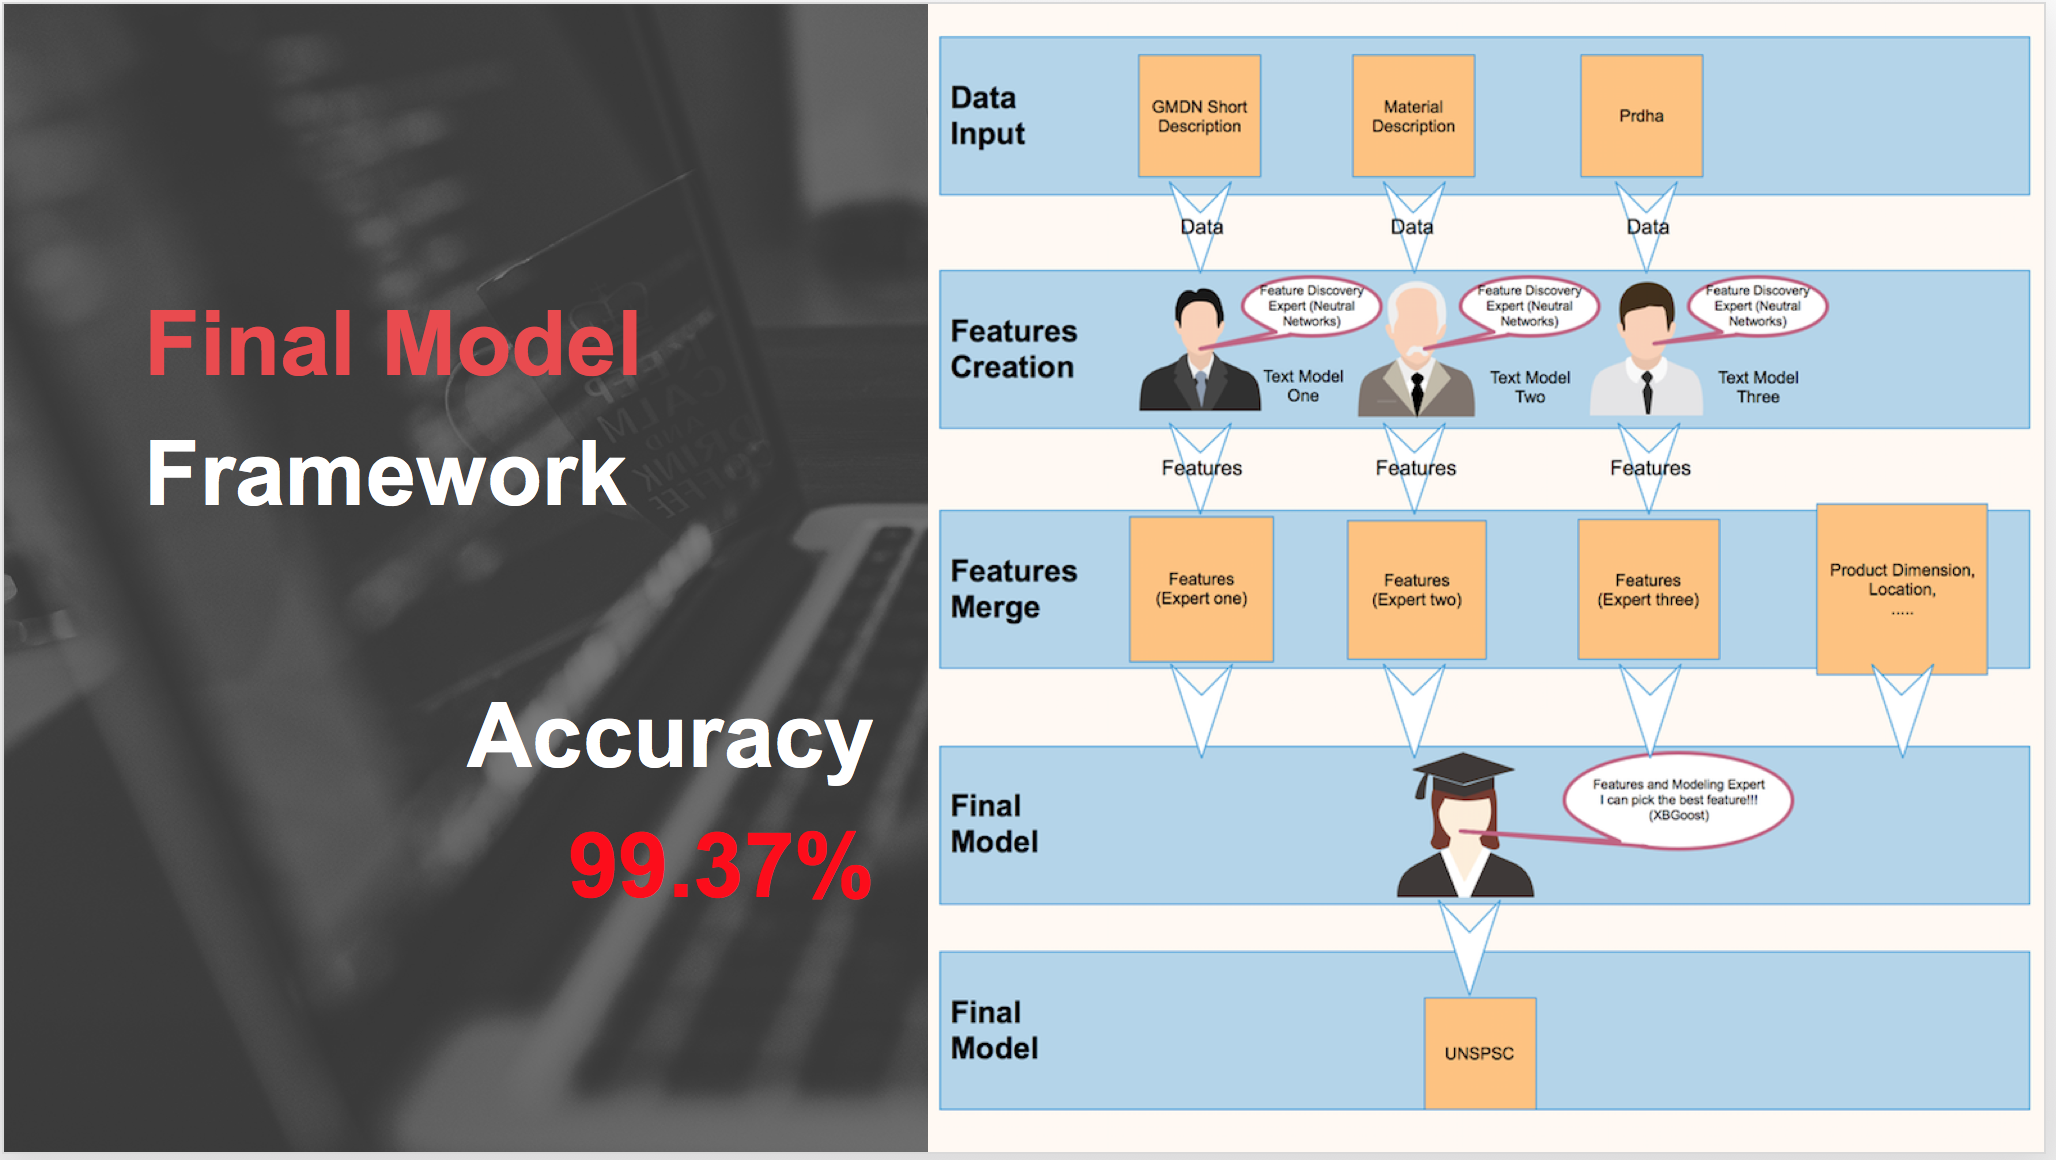 Final Model
Framework
Accuracy
99.37%
Data
Input
GMDN Short
Description
Material
Description
Prdha
Data
Data
Data
Features
Creation
Feature Discovery
Expert (Neutral
Networks)
Text Model
One
Feature Discovery
Expert (Neutral
Networks)
Text Model
Two
Feature Discovery
Expert (Neutral
Networks)
Text Model
Three
Features
Features
Features
Features
Merge
Features
(Expert one)
Features
(Expert two)
Features
(Expert three)
Product Dimension,
Location,
.....
Final
Model
Features and Modeling Expert
I can pick the best feature!!!
(XBGoost)
Final
Model
UNSPSC